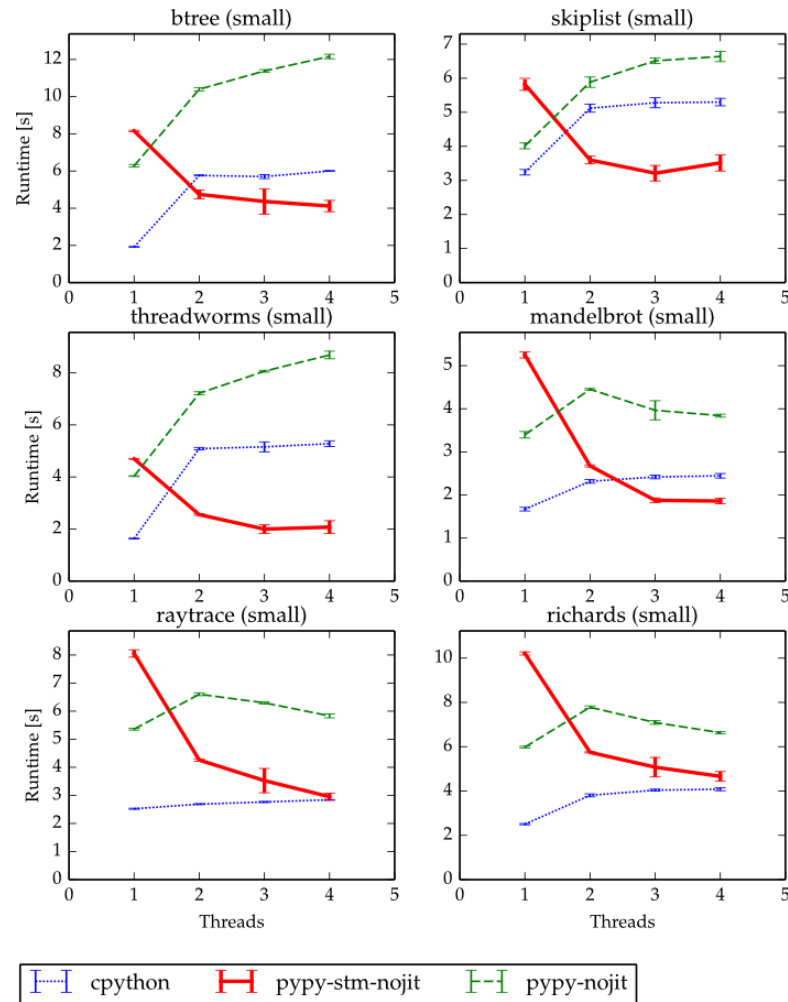 btree (small)
12
10
8
6
4
2
0
Runtime [s]
0 1 2 3 4 5
skiplist (small)
7
6
5
4
3
2
1
0
0 1 2 3 4 5
threadworms (small)
8
6
4
2
0
Runtime [s]
0 1 2 3 4 5
mandelbrot (small)
5
4
3
2
1
0
0 1 2 3 4 5
raytrace (small)
8
7
6
5
4
3
2
1
0
Runtime [s]
0 1 2 3 4 5
Threads
richards (small)
10
8
6
4
2
0
0 1 2 3 4 5
Threads
cpython pypy-stm-nojit pypy-nojit